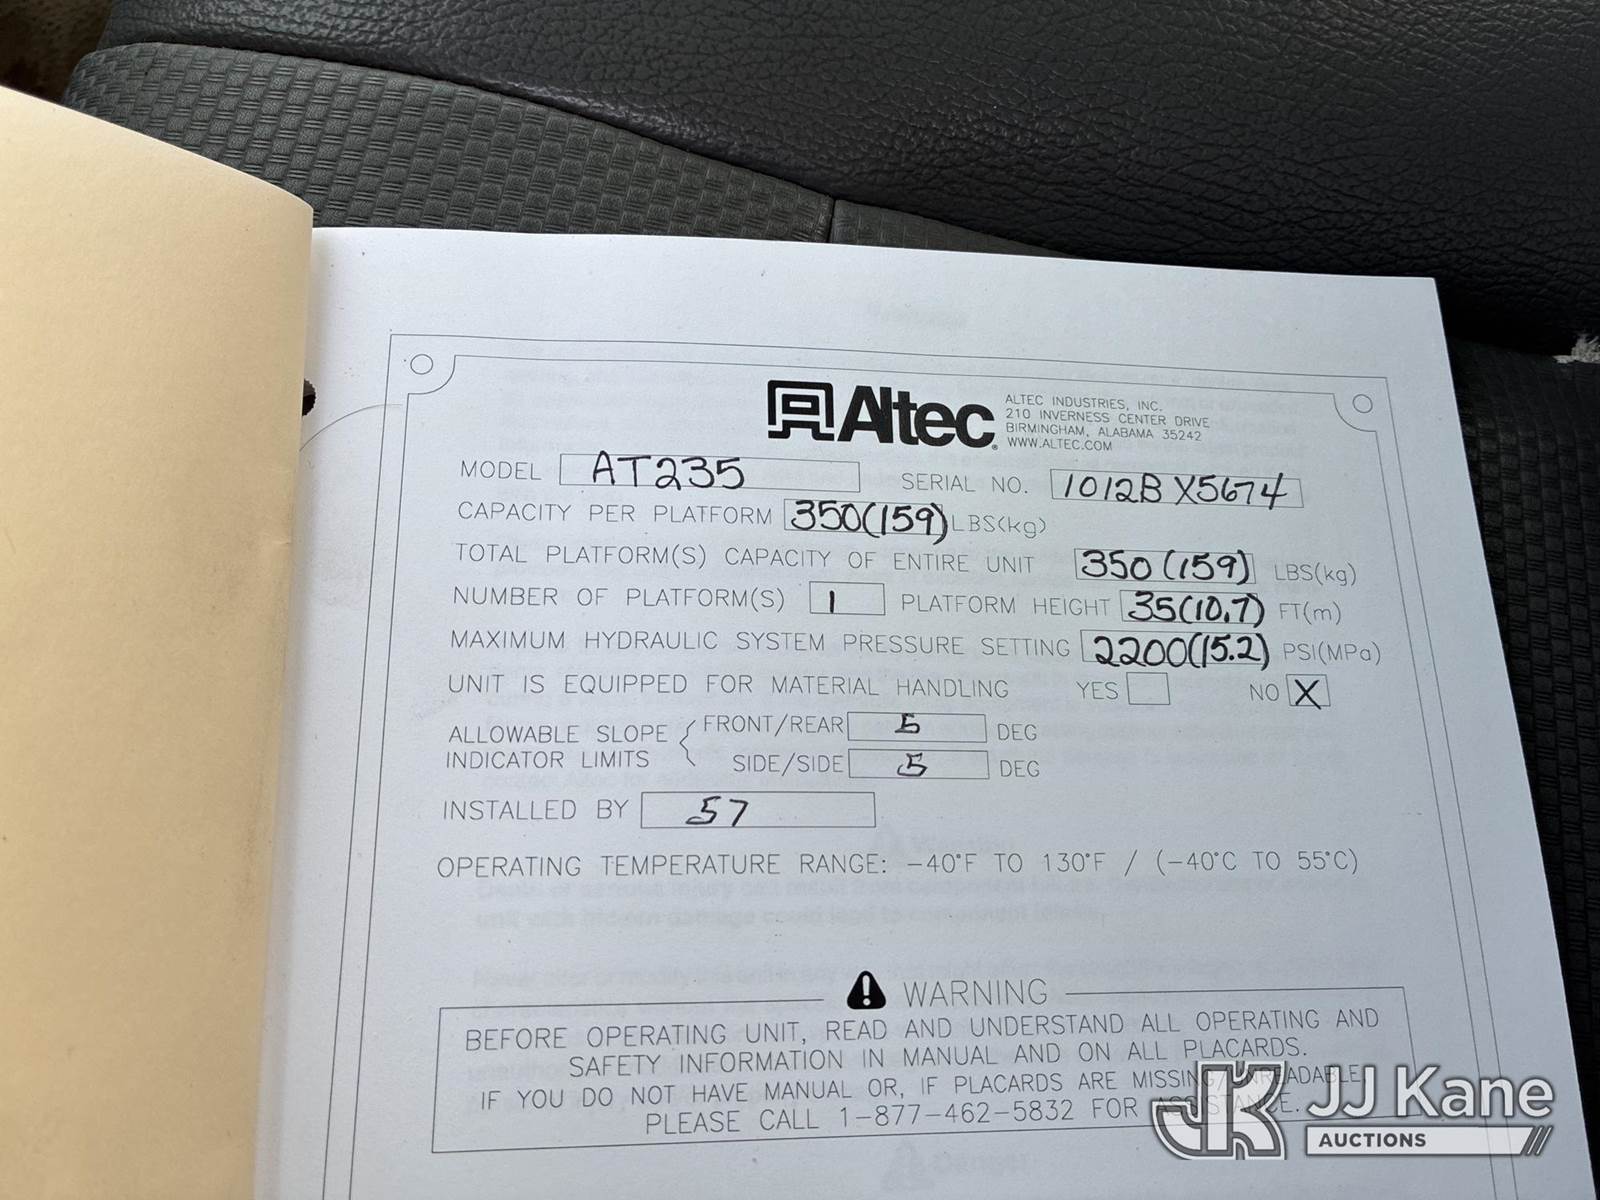 Altec
ALTEC INDUSTRIES, INC.
210 INVERNESS CENTER DRIVE
BIRMINGHAM, ALABAMA 35242
WWW.ALTEC.COM
MODEL AT235 SERIAL NO. 1012BX5674
CAPACITY PER PLATFORM 350(159) LBS(kg)
TOTAL PLATFORM(S) CAPACITY OF ENTIRE UNIT 350(159) LBS(kg)
NUMBER OF PLATFORM(S) 1 PLATFORM HEIGHT 35(10.7) FT(m)
MAXIMUM HYDRAULIC SYSTEM PRESSURE SETTING 2200(15.2) PSI(MPa)
UNIT IS EQUIPPED FOR MATERIAL HANDLING YES NO X
ALLOWABLE SLOPE INDICATOR LIMITS
FRONT/REAR 5 DEG
SIDE/SIDE 5 DEG
INSTALLED BY 57
OPERATING TEMPERATURE RANGE: -40°F TO 130°F / (-40°C TO 55°C)
WARNING
BEFORE OPERATING UNIT, READ AND UNDERSTAND ALL OPERATING AND
SAFETY INFORMATION IN MANUAL AND ON ALL PLACARDS.
IF YOU DO NOT HAVE MANUAL OR, IF PLACARDS ARE MISSING/UNREADABLE,
PLEASE CALL 1-877-462-5832 FOR ASSISTANCE.
JJ Kane
AUCTIONS